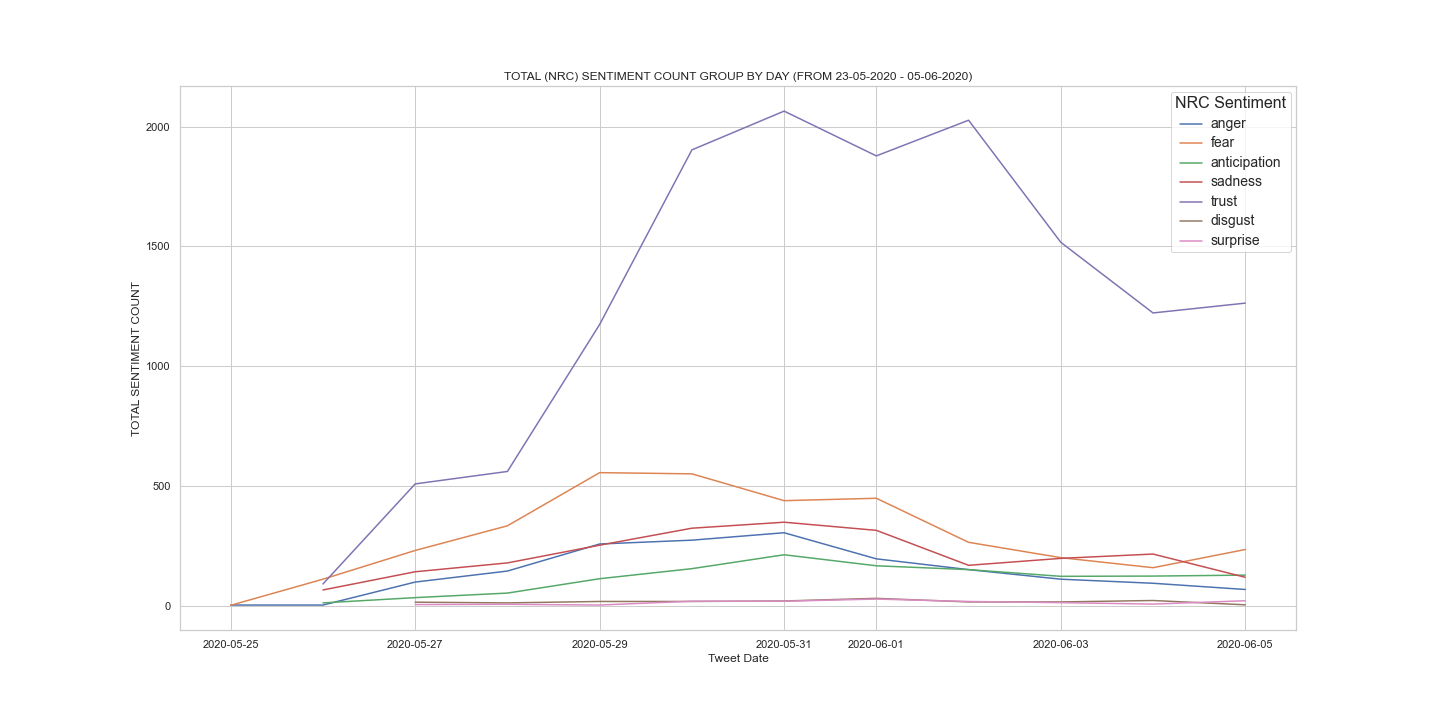 TOTAL (NRC) SENTIMENT COUNT GROUP BY DAY (FROM 23-05-2020 - 05-06-2020)
NRC Sentiment
anger
fear
anticipation
sadness
trust
disgust
surprise
TOTAL SENTIMENT COUNT
2000
1500
1000
500
0
2020-05-25 2020-05-27 2020-05-29 2020-05-31 2020-06-01 2020-06-03 2020-06-05
Tweet Date